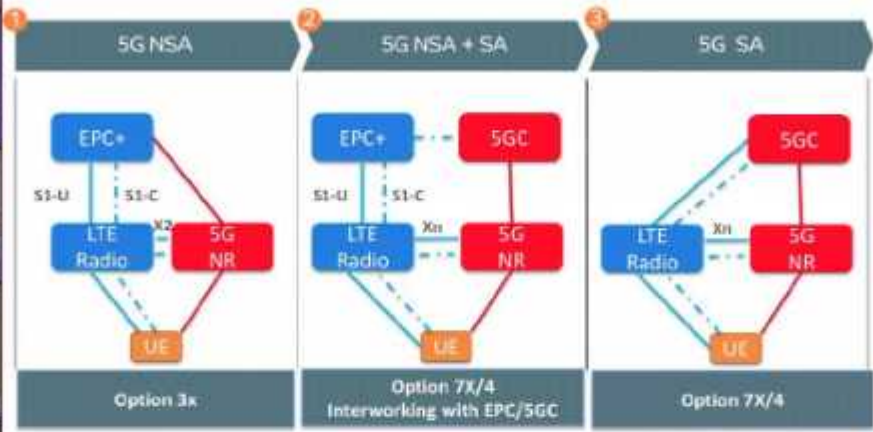 1
5G NSA
2
5G NSA + SA
3
5G SA
EPC+
S1-U
S1-C
X2
LTE
Radio
5G
NR
UE
Option 3x
EPC+
5GC
S1-U
S1-C
Xn
LTE
Radio
5G
NR
UE
Option 7X/4
Interworking with EPC/5GC
5GC
Xn
LTE
Radio
5G
NR
UE
Option 7X/4